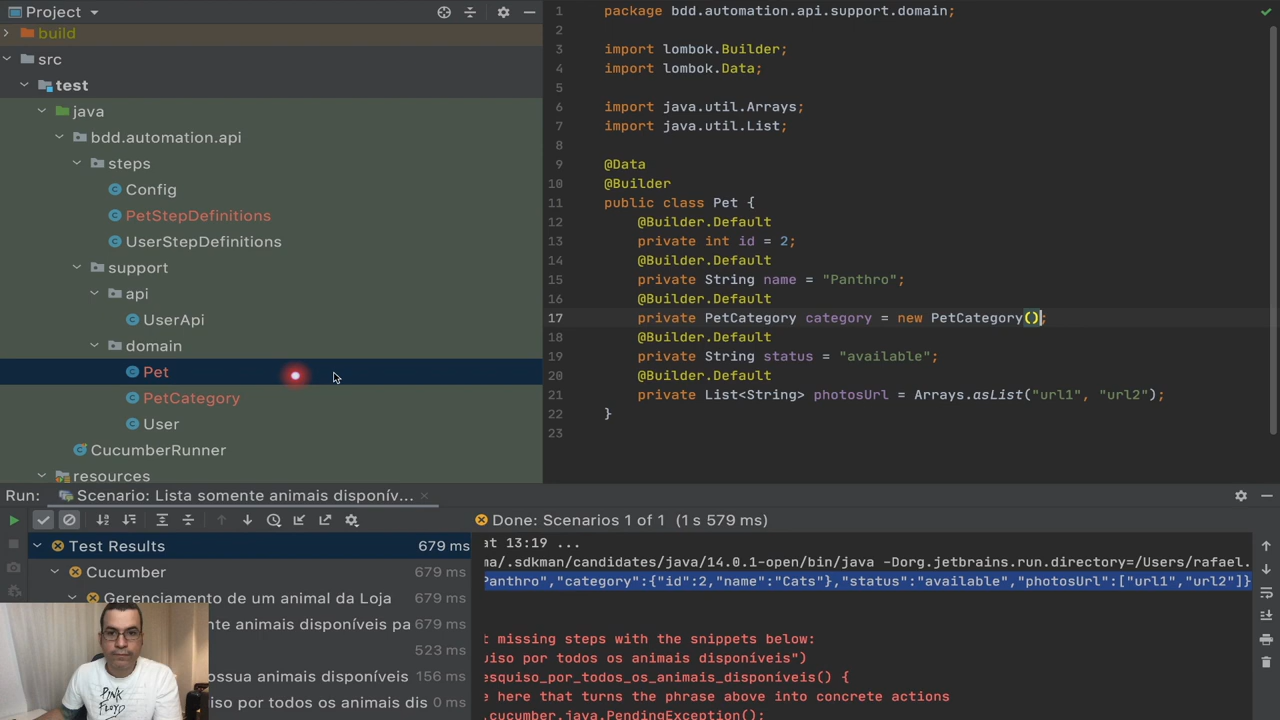 Project
build
src
test
java
bdd.automation.api
steps
Config
PetStepDefinitions
UserStepDefinitions
support
api
UserApi
domain
Pet
PetCategory
User
CucumberRunner
resources
1 package bdd.automation.api.support.domain;
2
3 import lombok.Builder;
4 import lombok.Data;
5
6 import java.util.Arrays;
7 import java.util.List;
8
9 @Data
10 @Builder
11 public class Pet {
12 @Builder.Default
13 private int id = 2;
14 @Builder.Default
15 private String name = "Panthro";
16 @Builder.Default
17 private PetCategory category = new PetCategory();
18 @Builder.Default
19 private String status = "available";
20 @Builder.Default
21 private List<String> photosUrl = Arrays.asList("url1", "url2");
22 }
23
Run: Scenario: Lista somente animais disponív...
Done: Scenarios 1 of 1 (1 s 579 ms)
Test Results 679 ms
Cucumber 679 ms
Gerenciamento de um animal da Loja 679 ms
ente animais disponíveis pa 679 ms
523 ms
ossua animais disponíveis 156 ms
iso por todos os animais dis 0 ms
at 13:19 ...
ma/.sdkman/candidates/java/14.0.1-open/bin/java -Dorg.jetbrains.run.directory=/Users/rafael.
Panthro","category":{"id":2,"name":"Cats"},"status":"available","photosUrl":["url1","url2"]}
t missing steps with the snippets below:
uiso por todos os animais disponíveis")
esquiso_por_todos_os_animais_disponíveis() {
e here that turns the phrase above into concrete actions
.cucumber.java.PendingException();
PINK
FLOYD